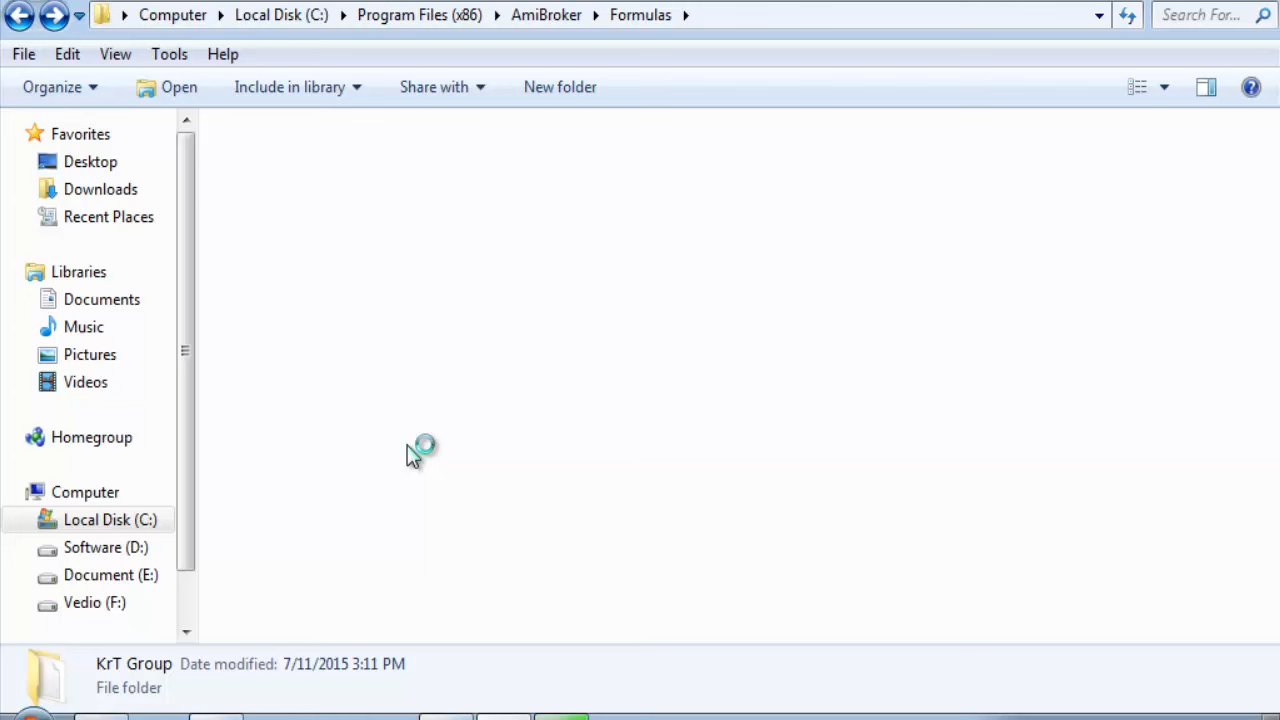 Computer Local Disk (C:) Program Files (x86) AmiBroker Formulas Search For...
File Edit View Tools Help
Organize Open Include in library Share with New folder
Favorites
Desktop
Downloads
Recent Places
Libraries
Documents
Music
Pictures
Videos
Homegroup
Computer
Local Disk (C:)
Software (D:)
Document (E:)
Vedio (F:)
KrT Group Date modified: 7/11/2015 3:11 PM
File folder